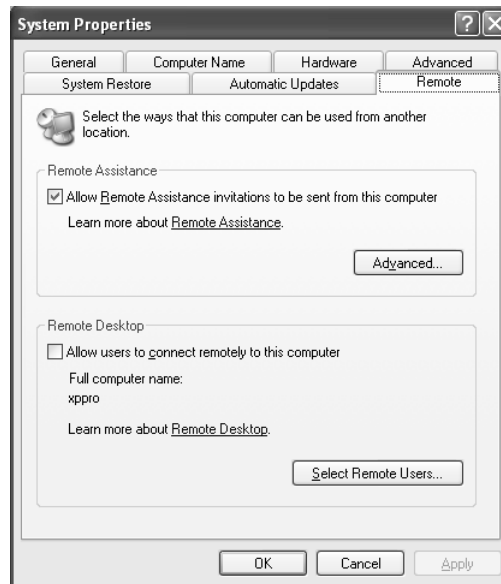 System Properties
General Computer Name Hardware Advanced
System Restore Automatic Updates Remote
Select the ways that this computer can be used from another
location.
Remote Assistance
Allow Remote Assistance invitations to be sent from this computer
Learn more about Remote Assistance.
Advanced...
Remote Desktop
Allow users to connect remotely to this computer
Full computer name:
xppro
Learn more about Remote Desktop.
Select Remote Users...
OK Cancel Apply